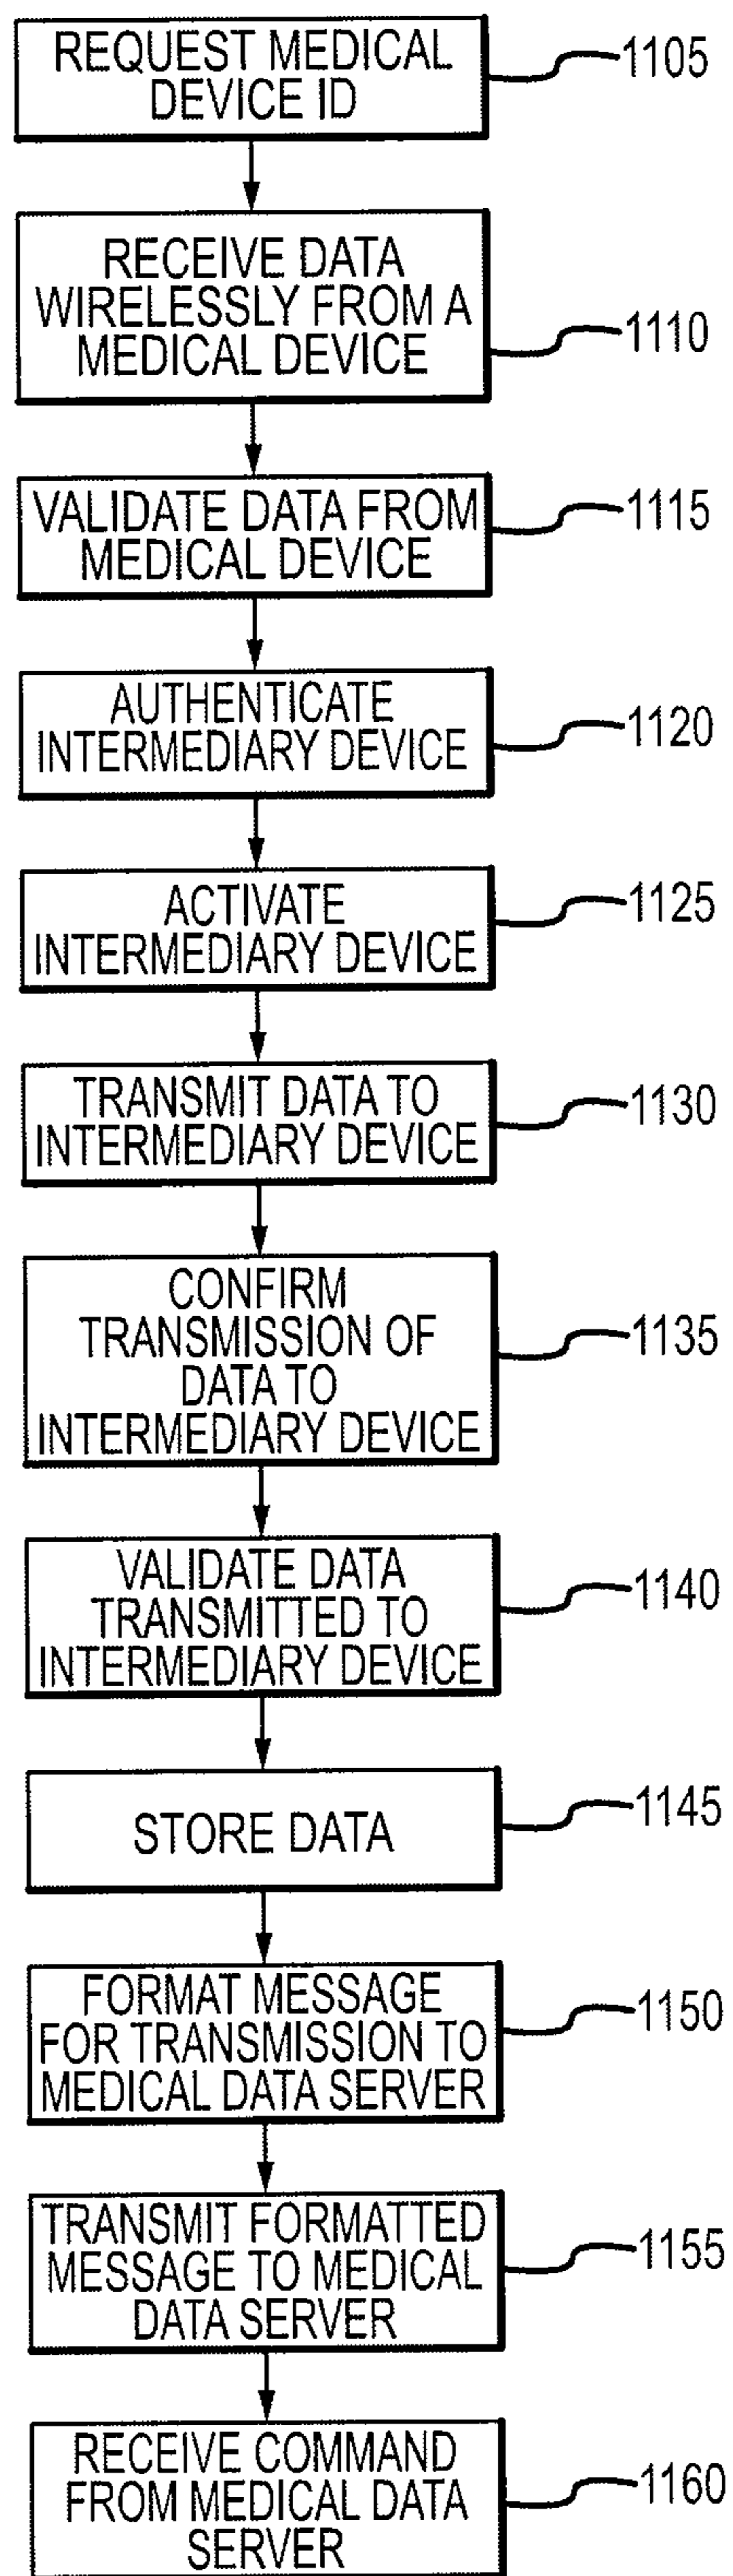 REQUEST MEDICAL
DEVICE ID
1105
RECEIVE DATA
WIRELESSLY FROM A
MEDICAL DEVICE
1110
VALIDATE DATA FROM
MEDICAL DEVICE
1115
AUTHENTICATE
INTERMEDIARY DEVICE
1120
ACTIVATE
INTERMEDIARY DEVICE
1125
TRANSMIT DATA TO
INTERMEDIARY DEVICE
1130
CONFIRM
TRANSMISSION OF
DATA TO
INTERMEDIARY DEVICE
1135
VALIDATE DATA
TRANSMITTED TO
INTERMEDIARY DEVICE
1140
STORE DATA
1145
FORMAT MESSAGE
FOR TRANSMISSION TO
MEDICAL DATA SERVER
1150
TRANSMIT FORMATTED
MESSAGE TO MEDICAL
DATA SERVER
1155
RECEIVE COMMAND
FROM MEDICAL DATA
SERVER
1160